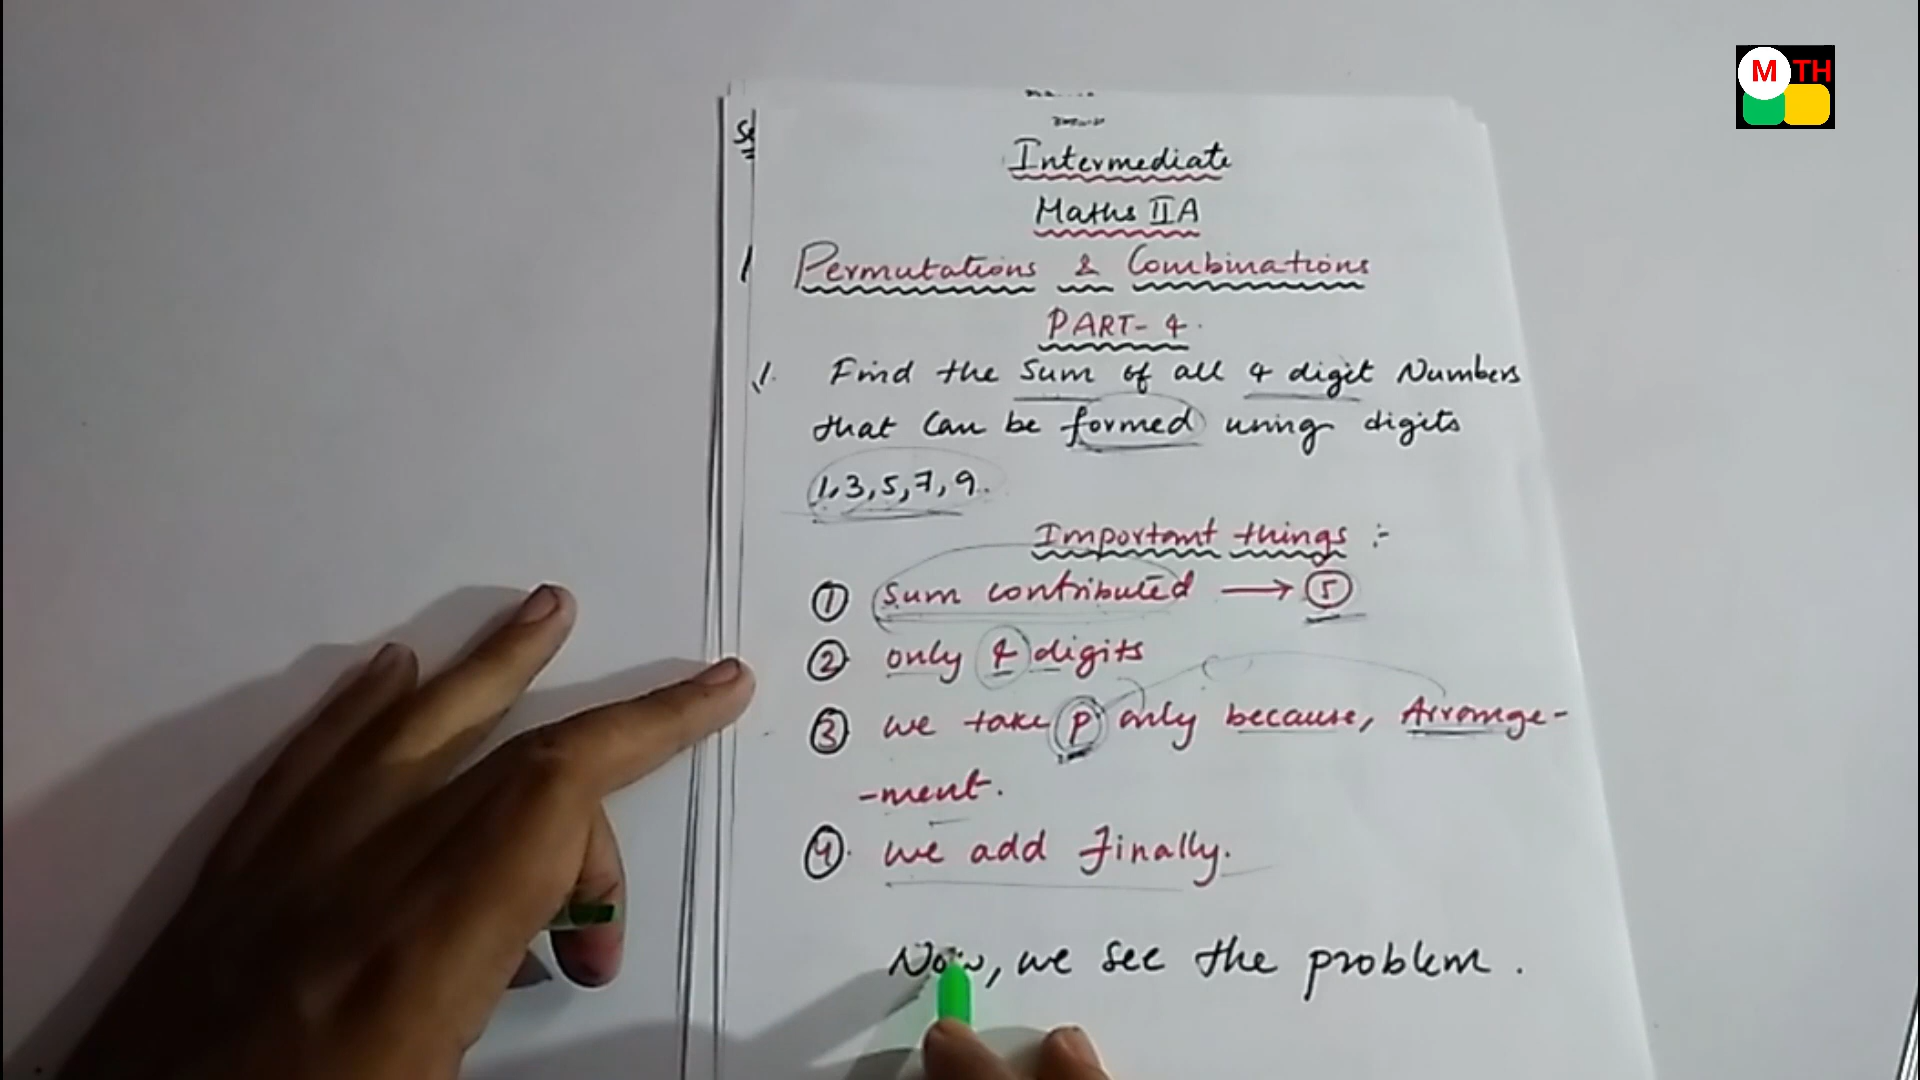 M TH
Intermediate
Maths IIA
Permutations & Combinations
PART-4.
1. Find the sum of all 4 digit Numbers
that can be formed using digits
1,3,5,7,9.
Important things :-
① Sum contributed → ⑤
② only 4 digits
③ we take p only because, Arrange-
-ment.
④. we add Finally.
Now, we see the problem.